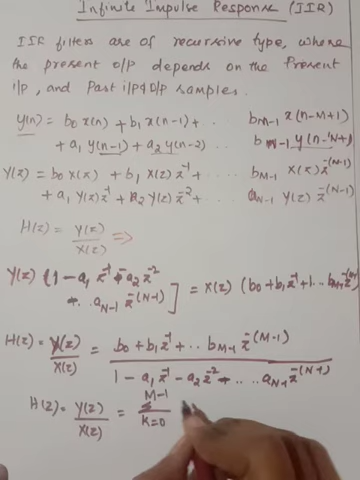 Infinite Impulse Response (IIR)
IIR filters are of recursive type, where
the present o/p depends on the present
i/p, and Past i/p & o/p samples.
y(n) = b0 x(n) + b1 x(n-1) + . . . bM-1 x(n-M+1)
+ a1 y(n-1) + a2 y(n-2) . . . bN-1 y(n-N+1)
Y(z) = b0 X(z) + b1 X(z) z^-1 + . . . bM-1 X(z) z^-(M-1)
+ a1 Y(z) z^-1 + a2 Y(z) z^-2 + . . . aN-1 Y(z) z^-(N-1)
H(z) = Y(z)/X(z) =>
Y(z) [1 - a1 z^-1 - a2 z^-2
. . . aN-1 z^-(N-1)] = X(z) (b0 + b1 z^-1 + . . . bM-1 z^-(M-1)
H(z) = Y(z)/X(z) = b0 + b1 z^-1 + . . bM-1 z^-(M-1)
1 - a1 z^-1 - a2 z^-2 - . . . aN-1 z^-(N+1)
H(z) = Y(z)/X(z) = M-1 Σ k=0